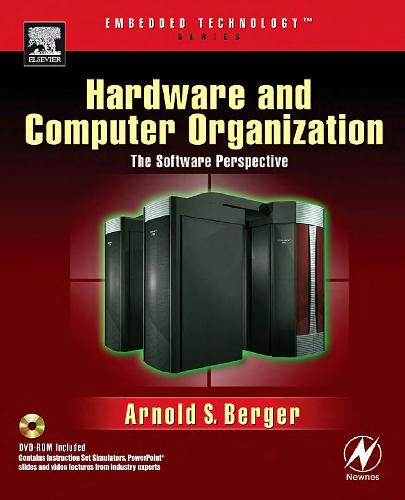 EMBEDDED TECHNOLOGY™
SERIES
ELSEVIER
Hardware and
Computer Organization
The Software Perspective
Arnold S. Berger
DVD-ROM Included
Contains Instruction Set Simulators, PowerPoint®
slides and video lectures from industry experts
Newnes